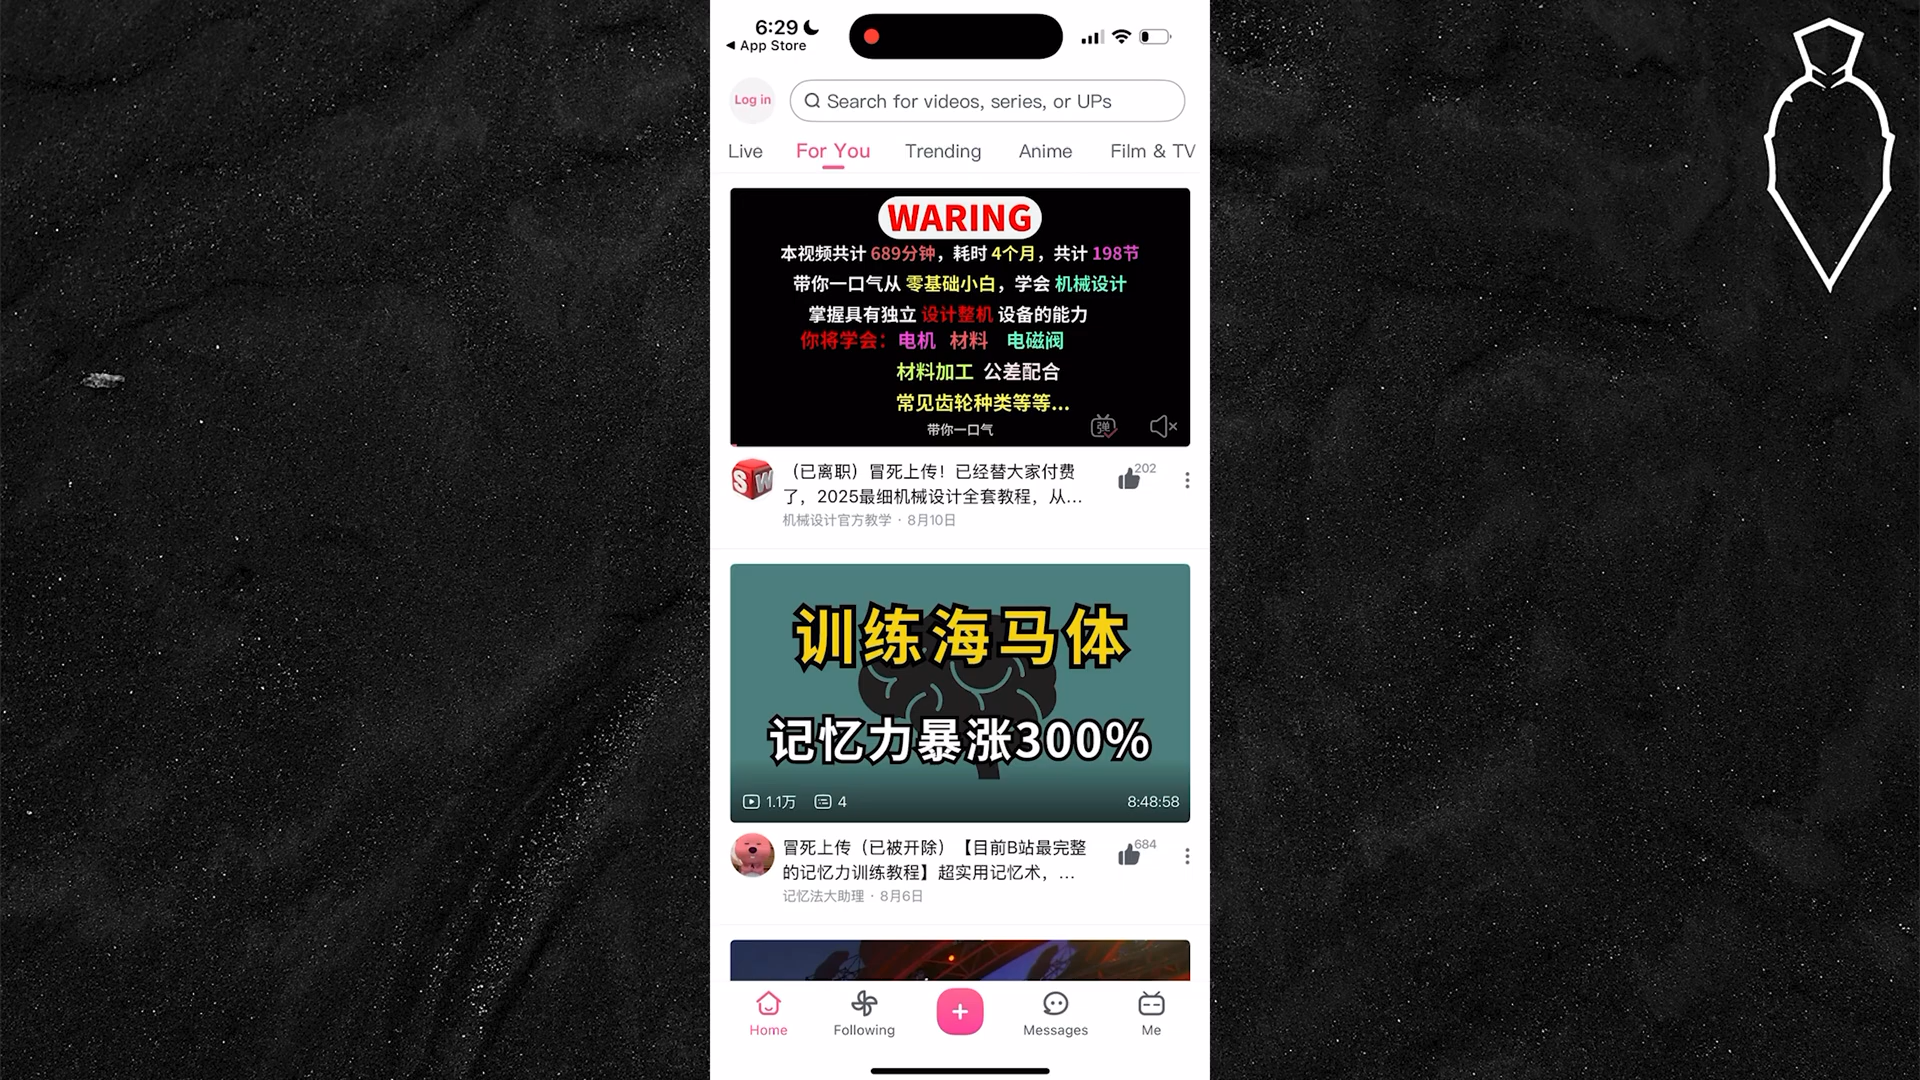 6:29
App Store
Log in
Search for videos, series, or UPs
Live
For You
Trending
Anime
Film & TV
WARING
本视频共计 689分钟，耗时 4个月，共计 198节
带你一口气从 零基础小白，学会 机械设计
掌握具有独立 设计整机 设备的能力
你将学会：电机 材料 电磁阀
材料加工 公差配合
常见齿轮种类等等...
带你一口气
弹
SW
（已离职）冒死上传！已经替大家付费
了，2025最细机械设计全套教程，从...
202
机械设计官方教学 · 8月10日
训练海马体
记忆力暴涨300%
1.1万
4
8:48:58
冒死上传（已被开除）【目前B站最完整
的记忆力训练教程】超实用记忆术，...
684
记忆法大助理 · 8月6日
Home
Following
Messages
Me